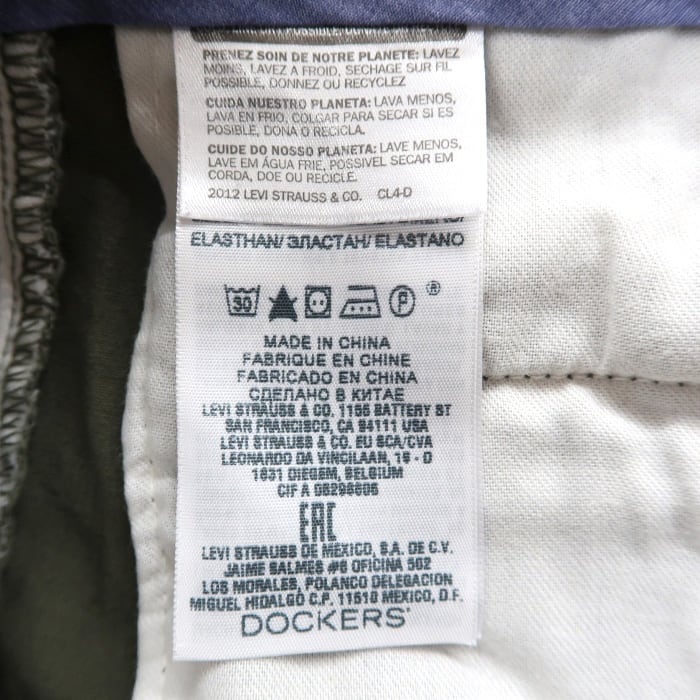 PRENEZ SOIN DE NOTRE PLANETE: LAVEZ
MOINS, LAVEZ A FROID, SECHAGE SUR FIL
POSSIBLE, DONNEZ OU RECYCLEZ
CUIDA NUESTRO PLANETA: LAVA MENOS,
LAVA EN FRIO, COLGAR PARA SECAR SI ES
POSIBLE, DONA O RECICLA.
CUIDE DO NOSSO PLANETA: LAVE MENOS,
LAVE EM ÁGUA FRIE, POSSIVEL SECAR EM
CORDA, DOE OU RECICLE.
2012 LEVI STRAUSS & CO. CL4-D
ELASTHAN/ ЭЛАСТАН/ ELASTANO
30 P ®
MADE IN CHINA
FABRIQUE EN CHINE
FABRICADO EN CHINA
СДЕЛАНО В КИТАЕ
LEVI STRAUSS & CO. 1155 BATTERY ST
SAN FRANCISCO, CA 94111 USA
LEVI STRAUSS & CO. EU SCA/CVA
LEONARDO DA VINCILAAN, 19 - D
1831 DIEGEM, BELGIUM
CIF A
EAC
LEVI STRAUSS DE MEXICO, S.A. DE C.V.
JAIME BALMES #8 OFICINA 502
LOS MORALES, POLANCO DELEGACION
MIGUEL HIDALGO C.P. 11510 MEXICO, D.F.
DOCKERS®